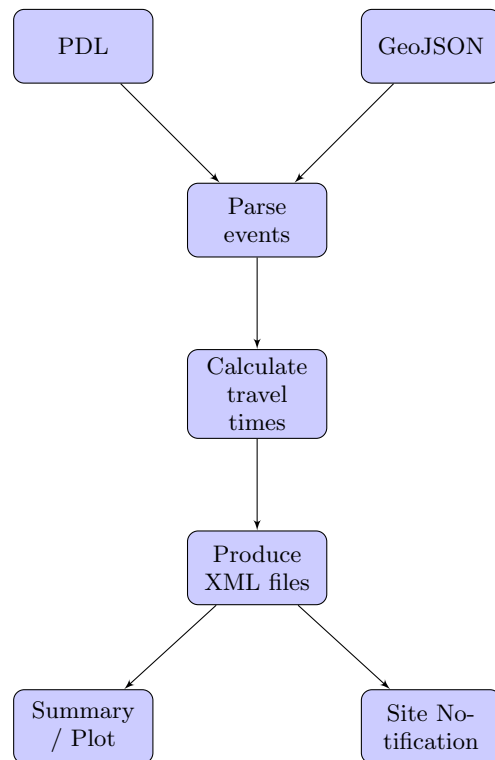 PDL
GeoJSON
Parse
events
Calculate
travel
times
Produce
XML files
Summary
/ Plot
Site No-
tification